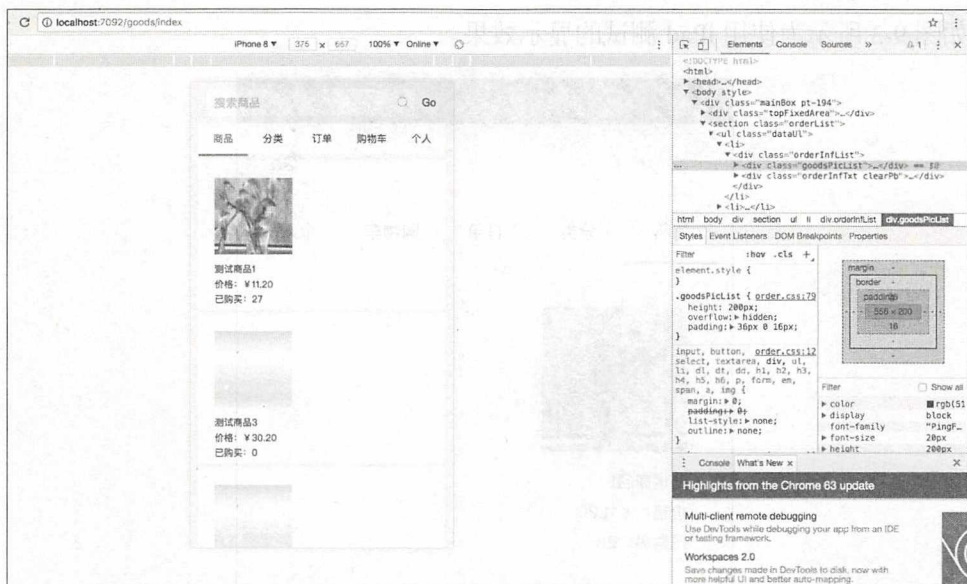 localhost:7092/goods/index
iPhone 8 ▼ 375 x 667 100% ▼ Online ▼
搜索商品 Go
商品 分类 订单 购物车 个人
测试商品1
价格：￥11.20
已购买：27
测试商品3
价格：￥30.20
已购买：0
Elements Console Sources » 1
<!DOCTYPE html>
<html>
▶ <head>…</head>
▼ <body style>
▼ <div class="mainBox pt-194">
▶ <div class="topFixedArea">…</div>
▼ <section class="orderList">
▼ <ul class="dataUl">
▼ <li>
▼ <div class="orderInfList">
… ▶ <div class="goodsPicList">…</div> == $0
▶ <div class="orderInfTxt clearPb">…</div>
</div>
</li>
▶ <li>…</li>
html body div section ul li div.orderInfList div.goodsPicList
Styles Event Listeners DOM Breakpoints Properties
Filter :hov .cls +
element.style {
}
.goodsPicList { order.css:79
height: 200px;
overflow: ▶ hidden;
padding: ▶ 36px 0 16px;
}
input, button, order.css:12
select, textarea, div, ul,
li, dl, dt, dd, h1, h2, h3,
h4, h5, h6, p, form, em,
span, a, img {
margin: ▶ 0;
padding: ▶ 0;
list-style: ▶ none;
outline: ▶ none;
}
margin -
border -
padding
556 × 200
16
-
-
Filter Show all
▶ color rgb(51
▶ display block
font-family "PingF…
▶ font-size 20px
▶ height 200px
Console What's New ×
Highlights from the Chrome 63 update
Multi-client remote debugging
Use DevTools while debugging your app from an IDE
or testing framework.
Workspaces 2.0
Save changes made in DevTools to disk, now with
more helpful UI and better auto-mapping.